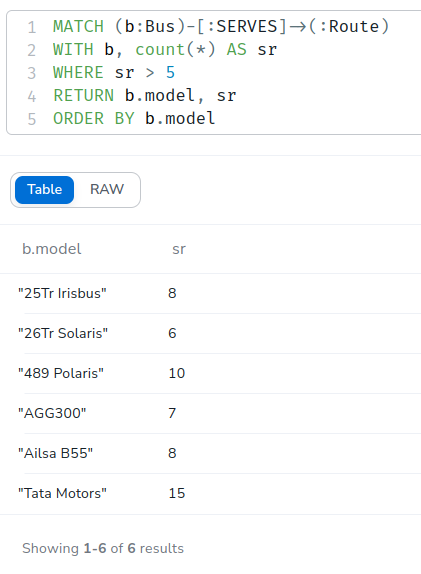 1 MATCH (b:Bus)-[:SERVES]->(:Route)
2 WITH b, count(*) AS sr
3 WHERE sr > 5
4 RETURN b.model, sr
5 ORDER BY b.model
Table RAW
b.model sr
"25Tr Irisbus" 8
"26Tr Solaris" 6
"489 Polaris" 10
"AGG300" 7
"Ailsa B55" 8
"Tata Motors" 15
Showing 1-6 of 6 results